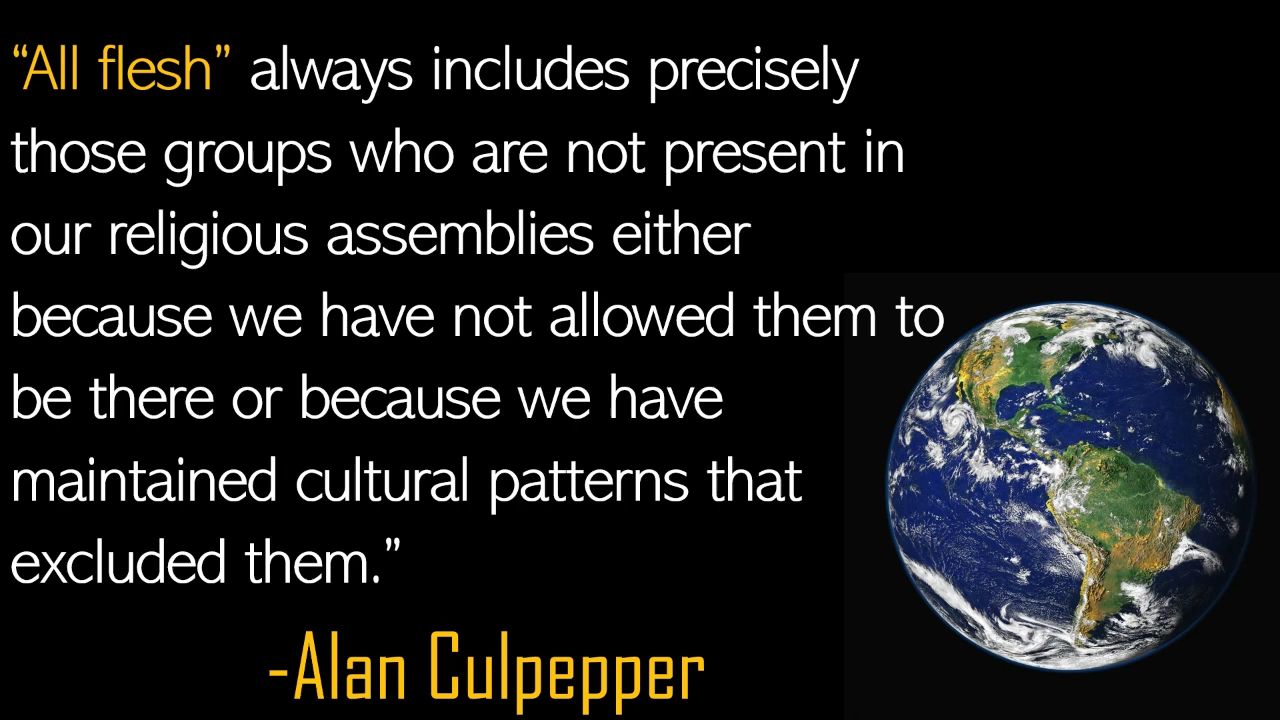 “All flesh” always includes precisely
those groups who are not present in
our religious assemblies either
because we have not allowed them to
be there or because we have
maintained cultural patterns that
excluded them.”
-Alan Culpepper